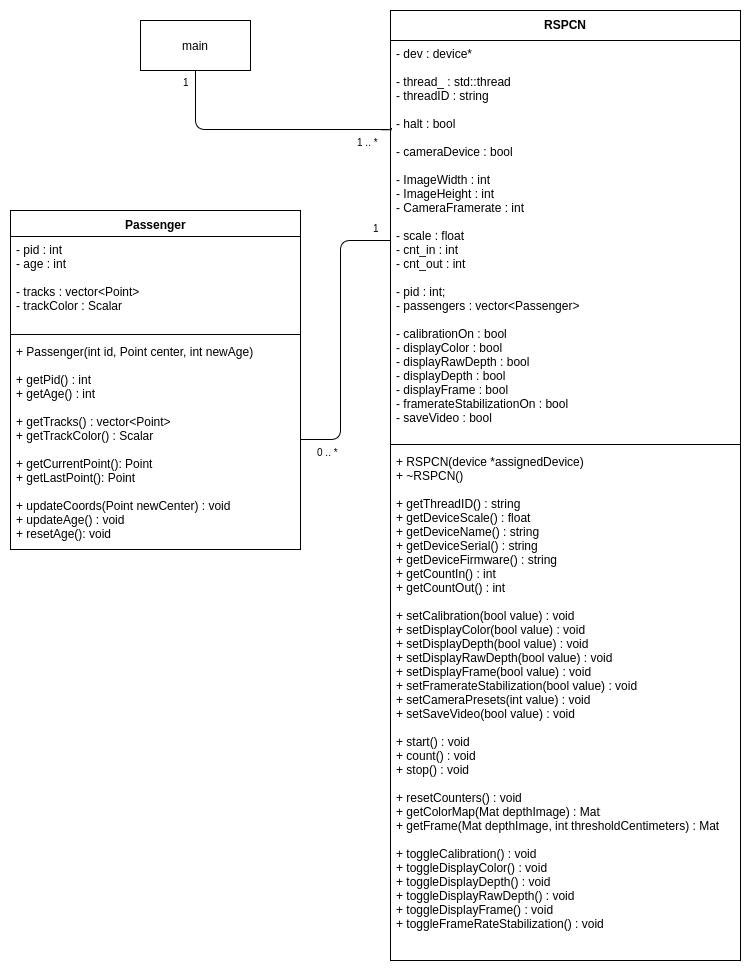 main
1
1 .. *
RSPCN
- dev : device*
- thread_ : std::thread
- threadID : string
- halt : bool
- cameraDevice : bool
- ImageWidth : int
- ImageHeight : int
- CameraFramerate : int
- scale : float
- cnt_in : int
- cnt_out : int
- pid : int;
- passengers : vector<Passenger>
- calibrationOn : bool
- displayColor : bool
- displayRawDepth : bool
- displayDepth : bool
- displayFrame : bool
- framerateStabilizationOn : bool
- saveVideo : bool
+ RSPCN(device *assignedDevice)
+ ~RSPCN()
+ getThreadID() : string
+ getDeviceScale() : float
+ getDeviceName() : string
+ getDeviceSerial() : string
+ getDeviceFirmware() : string
+ getCountIn() : int
+ getCountOut() : int
+ setCalibration(bool value) : void
+ setDisplayColor(bool value) : void
+ setDisplayDepth(bool value) : void
+ setDisplayRawDepth(bool value) : void
+ setDisplayFrame(bool value) : void
+ setFramerateStabilization(bool value) : void
+ setCameraPresets(int value) : void
+ setSaveVideo(bool value) : void
+ start() : void
+ count() : void
+ stop() : void
+ resetCounters() : void
+ getColorMap(Mat depthImage) : Mat
+ getFrame(Mat depthImage, int thresholdCentimeters) : Mat
+ toggleCalibration() : void
+ toggleDisplayColor() : void
+ toggleDisplayDepth() : void
+ toggleDisplayRawDepth() : void
+ toggleDisplayFrame() : void
+ toggleFrameRateStabilization() : void
1
0 .. *
Passenger
- pid : int
- age : int
- tracks : vector<Point>
- trackColor : Scalar
+ Passenger(int id, Point center, int newAge)
+ getPid() : int
+ getAge() : int
+ getTracks() : vector<Point>
+ getTrackColor() : Scalar
+ getCurrentPoint(): Point
+ getLastPoint(): Point
+ updateCoords(Point newCenter) : void
+ updateAge() : void
+ resetAge(): void